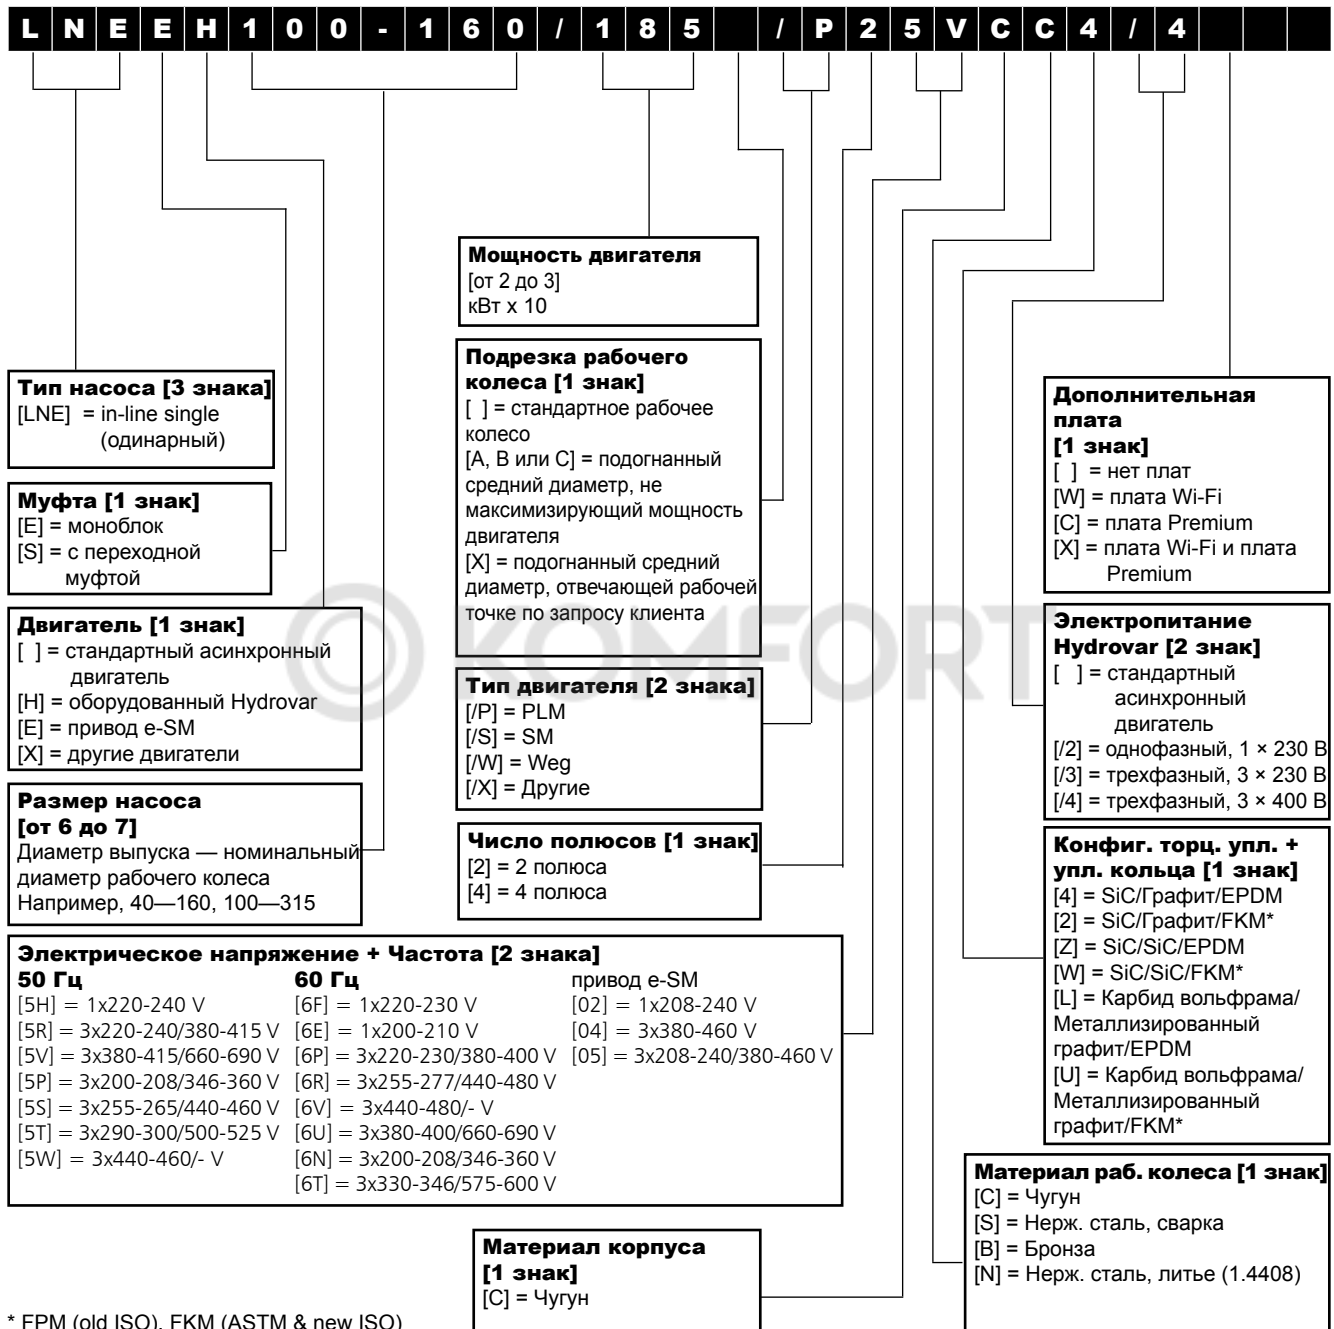 LNEEH100-160/185 /P25VCC4/4
Мощность двигателя
[от 2 до 3]
кВт x 10
Подрезка рабочего
колеса [1 знак]
[ ] = стандартное рабочее
колесо
[A, B или C] = подогнанный
средний диаметр, не
максимизирующий мощность
двигателя
[X] = подогнанный средний
диаметр, отвечающей рабочей
точке по запросу клиента
Тип насоса [3 знака]
[LNE] = in-line single
(одинарный)
Муфта [1 знак]
[E] = моноблок
[S] = с переходной
муфтой
Двигатель [1 знак]
[ ] = стандартный асинхронный
двигатель
[H] = оборудованный Hydrovar
[E] = привод e-SM
[X] = другие двигатели
Размер насоса
[от 6 до 7]
Диаметр выпуска — номинальный
диаметр рабочего колеса
Например, 40—160, 100—315
Тип двигателя [2 знака]
[/P] = PLM
[/S] = SM
[/W] = Weg
[/X] = Другие
Число полюсов [1 знак]
[2] = 2 полюса
[4] = 4 полюса
Дополнительная
плата
[1 знак]
[ ] = нет плат
[W] = плата Wi-Fi
[C] = плата Premium
[X] = плата Wi-Fi и плата
Premium
Электропитание
Hydrovar [2 знак]
[ ] = стандартный
асинхронный
двигатель
[/2] = однофазный, 1 × 230 В
[/3] = трехфазный, 3 × 230 В
[/4] = трехфазный, 3 × 400 В
Конфиг. торц. упл. +
упл. кольца [1 знак]
[4] = SiC/Графит/EPDM
[2] = SiC/Графит/FKM*
[Z] = SiC/SiC/EPDM
[W] = SiC/SiC/FKM*
[L] = Карбид вольфрама/
Металлизированный
графит/EPDM
[U] = Карбид вольфрама/
Металлизированный
графит/FKM*
Электрическое напряжение + Частота [2 знака]
50 Гц 60 Гц привод e-SM
[5H] = 1x220-240 V [6F] = 1x220-230 V [02] = 1x208-240 V
[5R] = 3x220-240/380-415 V [6E] = 1x200-210 V [04] = 3x380-460 V
[5V] = 3x380-415/660-690 V [6P] = 3x220-230/380-400 V [05] = 3x208-240/380-460 V
[5P] = 3x200-208/346-360 V [6R] = 3x255-277/440-480 V
[5S] = 3x255-265/440-460 V [6V] = 3x440-480/- V
[5T] = 3x290-300/500-525 V [6U] = 3x380-400/660-690 V
[5W] = 3x440-460/- V [6N] = 3x200-208/346-360 V
[6T] = 3x330-346/575-600 V
Материал раб. колеса [1 знак]
[C] = Чугун
[S] = Нерж. сталь, сварка
[B] = Бронза
[N] = Нерж. сталь, литье (1.4408)
Материал корпуса
[1 знак]
[C] = Чугун
* FPM (old ISO), FKM (ASTM & new ISO)
KOMFORT